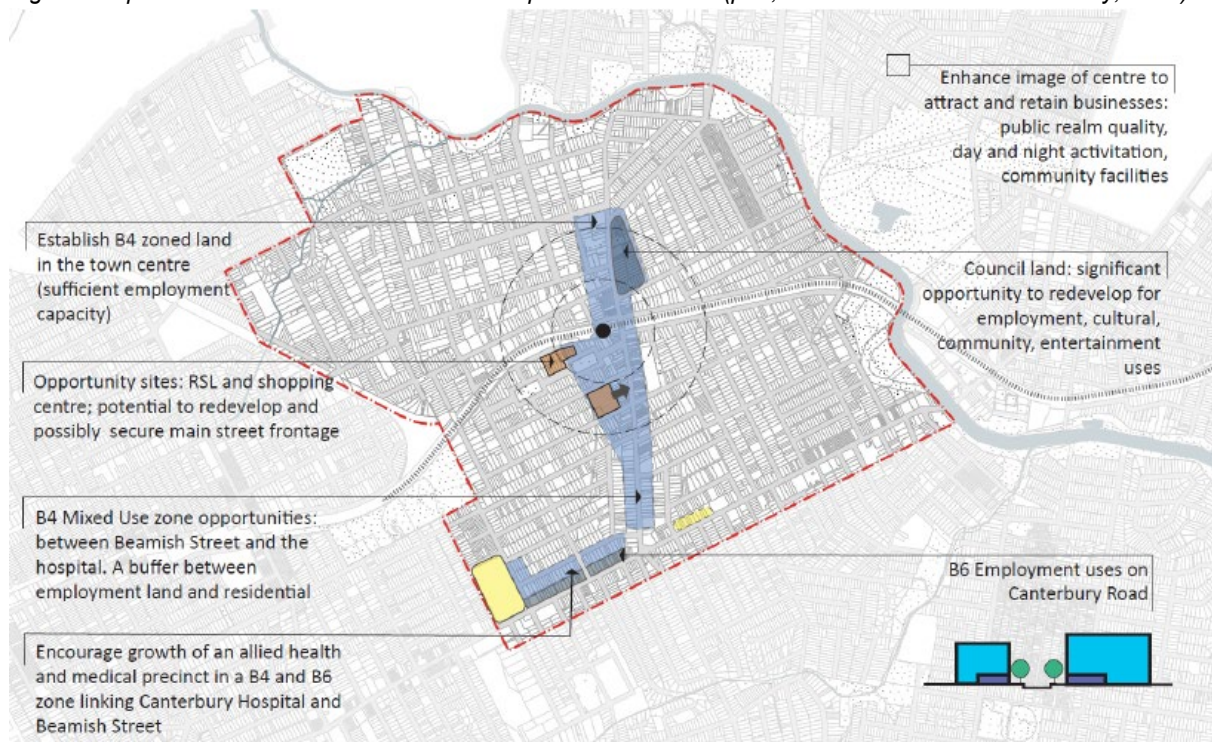 Enhance image of centre to
attract and retain businesses:
public realm quality,
day and night activitation,
community facilities
Establish B4 zoned land
in the town centre
(sufficient employment
capacity)
Council land: significant
opportunity to redevelop for
employment, cultural,
community, entertainment
uses
Opportunity sites: RSL and shopping
centre; potential to redevelop and
possibly secure main street frontage
B4 Mixed Use zone opportunities:
between Beamish Street and the
hospital. A buffer between
employment land and residential
B6 Employment uses on
Canterbury Road
Encourage growth of an allied health
and medical precinct in a B4 and B6
zone linking Canterbury Hospital and
Beamish Street